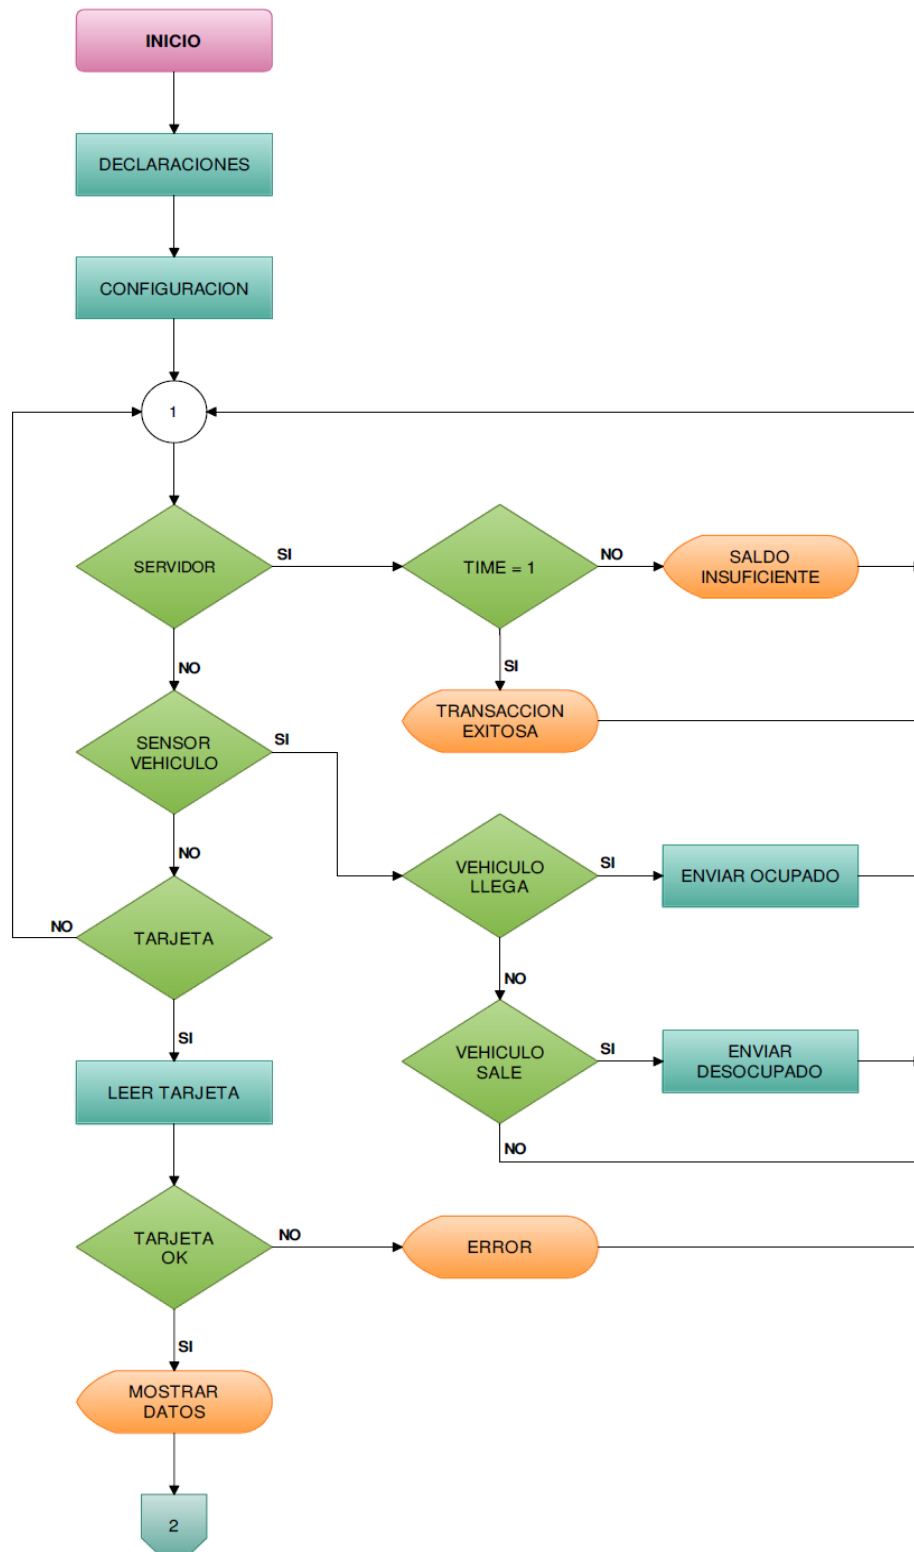 INICIO
DECLARACIONES
CONFIGURACION
1
SERVIDOR
SI
TIME = 1
NO
SALDO
INSUFICIENTE
NO
SI
TRANSACCION
EXITOSA
SENSOR
VEHICULO
SI
NO
VEHICULO
LLEGA
SI
ENVIAR OCUPADO
NO
TARJETA
NO
SI
VEHICULO
SALE
SI
ENVIAR
DESOCUPADO
LEER TARJETA
NO
TARJETA
OK
NO
ERROR
SI
MOSTRAR
DATOS
2